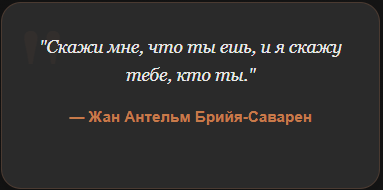 "Скажи мне, что ты ешь, и я скажу
тебе, кто ты."
— Жан Антельм Брийя-Саварен